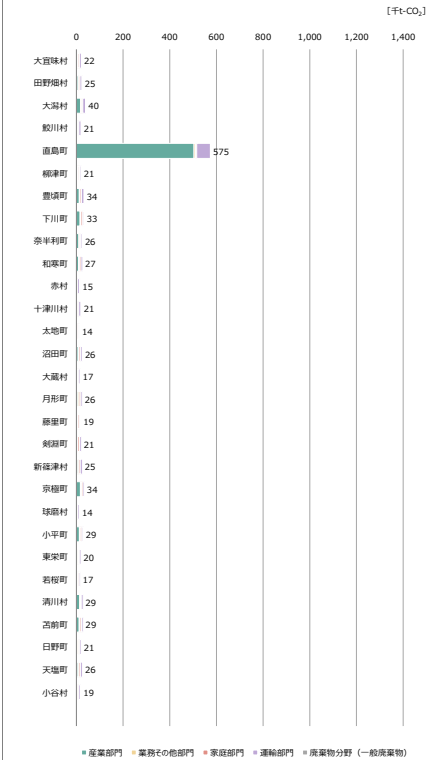 [千t-CO₂]
0 200 400 600 800 1,000 1,200 1,400
大宜味村 22
田野畑村 25
大潟村 40
鮫川村 21
直島町 575
柳津町 21
豊頃町 34
下川町 33
奈半利町 26
和寒町 27
赤村 15
十津川村 21
太地町 14
沼田町 26
大蔵村 17
月形町 26
藤里町 19
剣淵町 21
新篠津村 25
京極町 34
球磨村 14
小平町 29
東栄町 20
若桜町 17
清川村 29
苫前町 29
日野町 21
天塩町 26
小谷村 19
産業部門 業務その他部門 家庭部門 運輸部門 廃棄物分野（一般廃棄物）